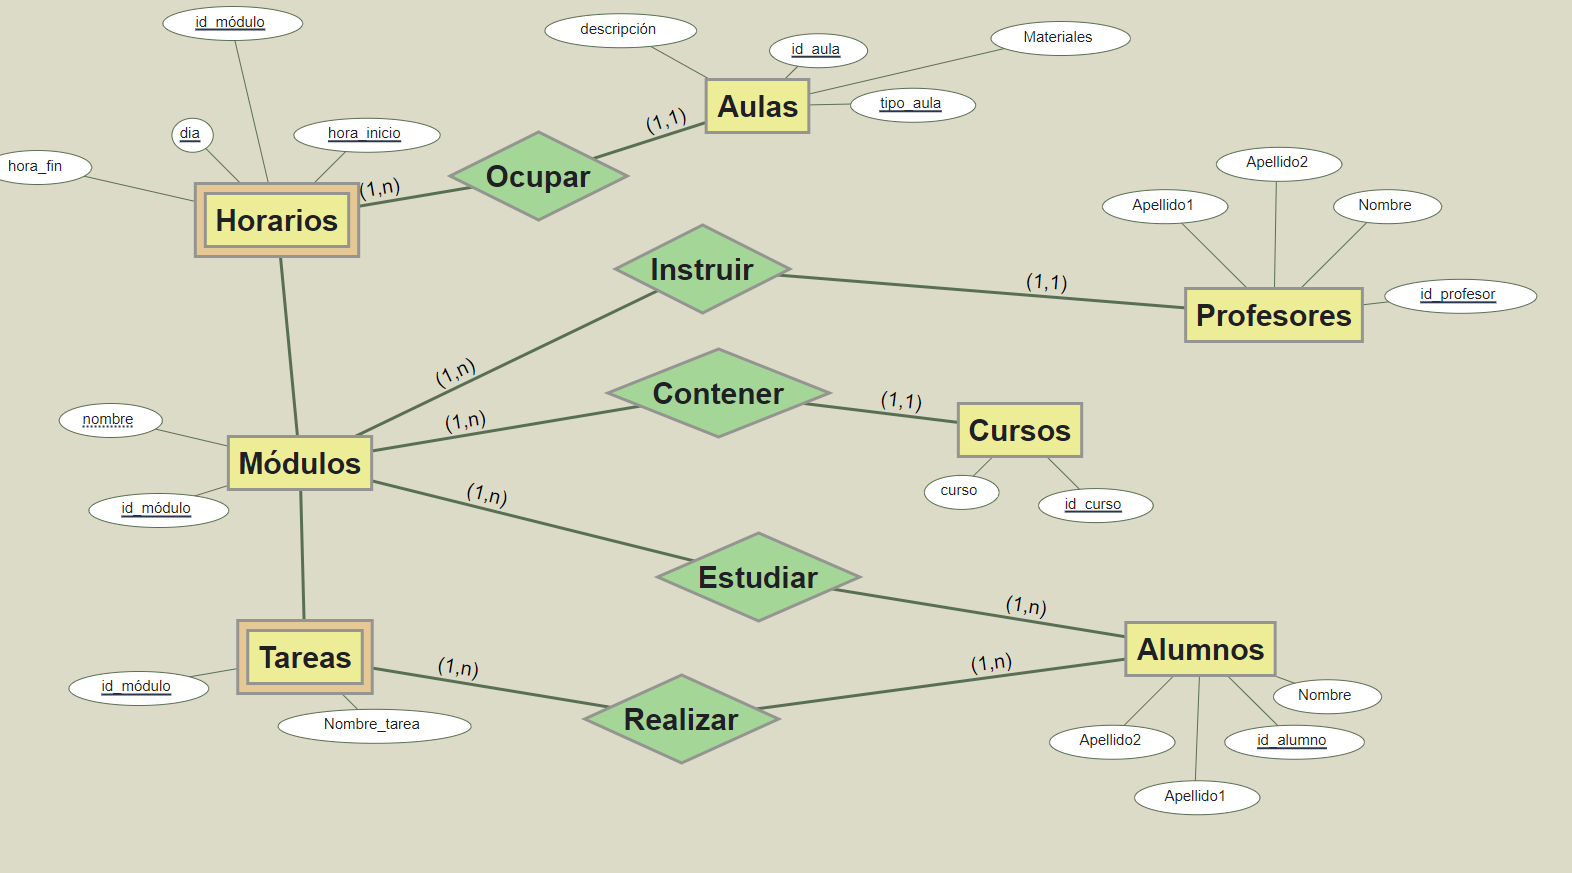 id_módulo
descripción
id_aula
Materiales
Aulas
tipo_aula
(1,1)
dia
hora_inicio
hora_fin
Ocupar
(1,n)
Horarios
Apellido2
Apellido1
Nombre
Instruir
(1,1)
id_profesor
Profesores
(1,n)
Contener
(1,1)
Cursos
(1,n)
nombre
Módulos
id_módulo
curso
id_curso
(1,n)
Estudiar
(1,n)
Alumnos
Tareas
(1,n)
(1,n)
id_módulo
Nombre_tarea
Realizar
Nombre
Apellido2
id_alumno
Apellido1